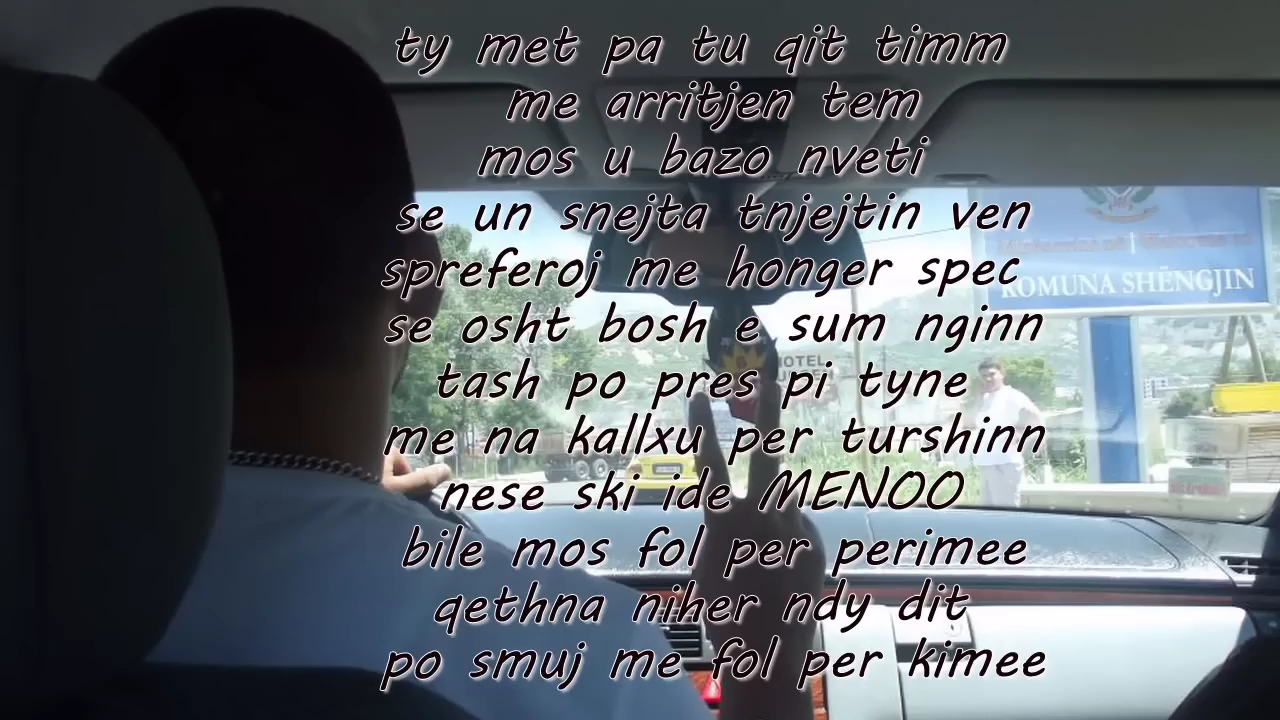 ty met pa tu qit timm
me arritjen tem
mos u bazo nveti
se un snejta tnjejtin ven
spreferoj me honger spec
se osht bosh e sum nginn
tash po pres pi tyne
me na kallxu per turshinn
nese ski ide MENOO
bile mos fol per perimee
qethna niher ndy dit
po smuj me fol per kimee
KOMUNA SHËNGJIN
HOTEL